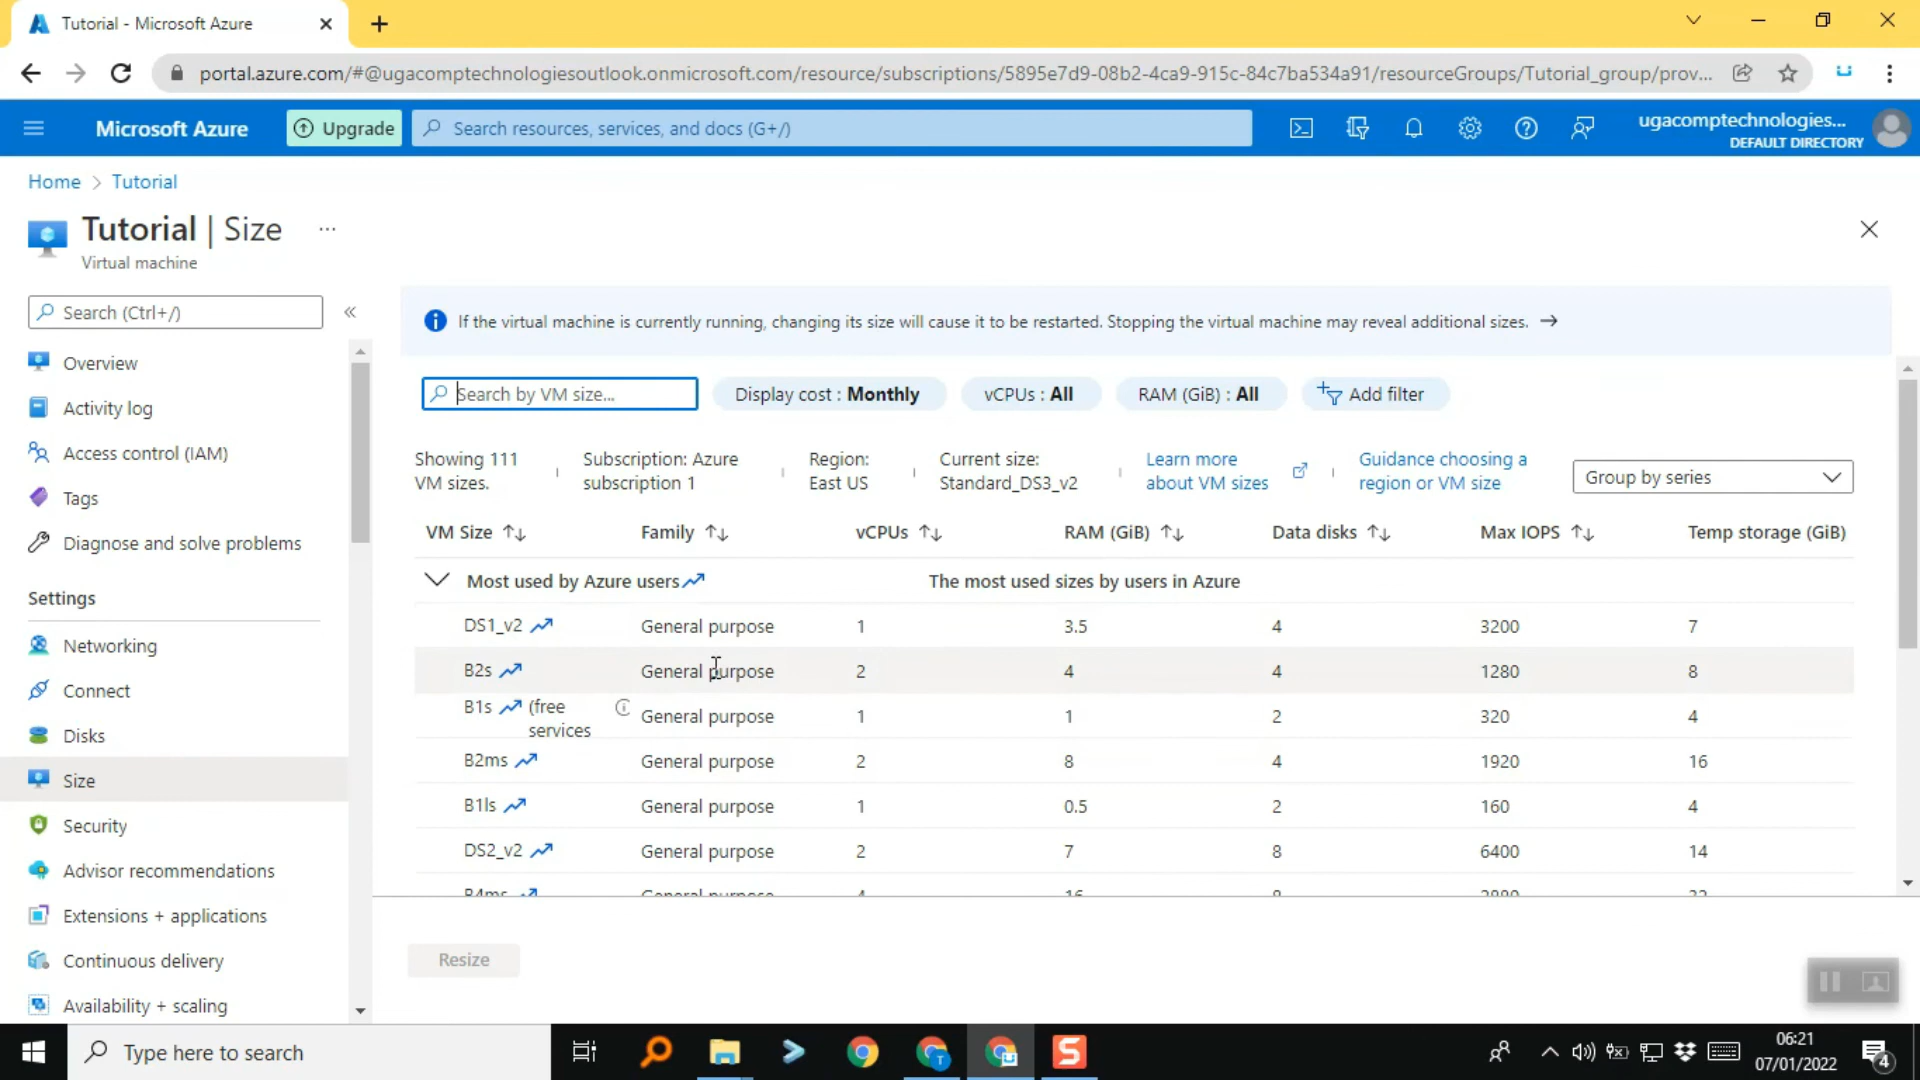 Tutorial - Microsoft Azure
portal.azure.com/#@ugacomptechnologiesoutlook.onmicrosoft.com/resource/subscriptions/5895e7d9-08b2-4ca9-915c-84c7ba534a91/resourceGroups/Tutorial_group/prov...
Microsoft Azure
Upgrade
Search resources, services, and docs (G+/)
ugacomptechnologies...
DEFAULT DIRECTORY
Home > Tutorial
Tutorial | Size ...
Virtual machine
Search (Ctrl+/)
«
Overview
Activity log
Access control (IAM)
Tags
Diagnose and solve problems
Settings
Networking
Connect
Disks
Size
Security
Advisor recommendations
Extensions + applications
Continuous delivery
Availability + scaling
If the virtual machine is currently running, changing its size will cause it to be restarted. Stopping the virtual machine may reveal additional sizes. →
Search by VM size...
Display cost : Monthly
vCPUs : All
RAM (GiB) : All
Add filter
Showing 111
VM sizes.
Subscription: Azure
subscription 1
Region:
East US
Current size:
Standard_DS3_v2
Learn more
about VM sizes
Guidance choosing a
region or VM size
Group by series
VM Size ↑↓ Family ↑↓ vCPUs ↑↓ RAM (GiB) ↑↓ Data disks ↑↓ Max IOPS ↑↓ Temp storage (GiB)
Most used by Azure users The most used sizes by users in Azure
DS1_v2 General purpose 1 3.5 4 3200 7
B2s General purpose 2 4 4 1280 8
B1s (free services General purpose 1 1 2 320 4
B2ms General purpose 2 8 4 1920 16
B1ls General purpose 1 0.5 2 160 4
DS2_v2 General purpose 2 7 8 6400 14
B4ms General purpose 4 16 8 2880 32
Resize
Type here to search
T
S
06:21
07/01/2022
4